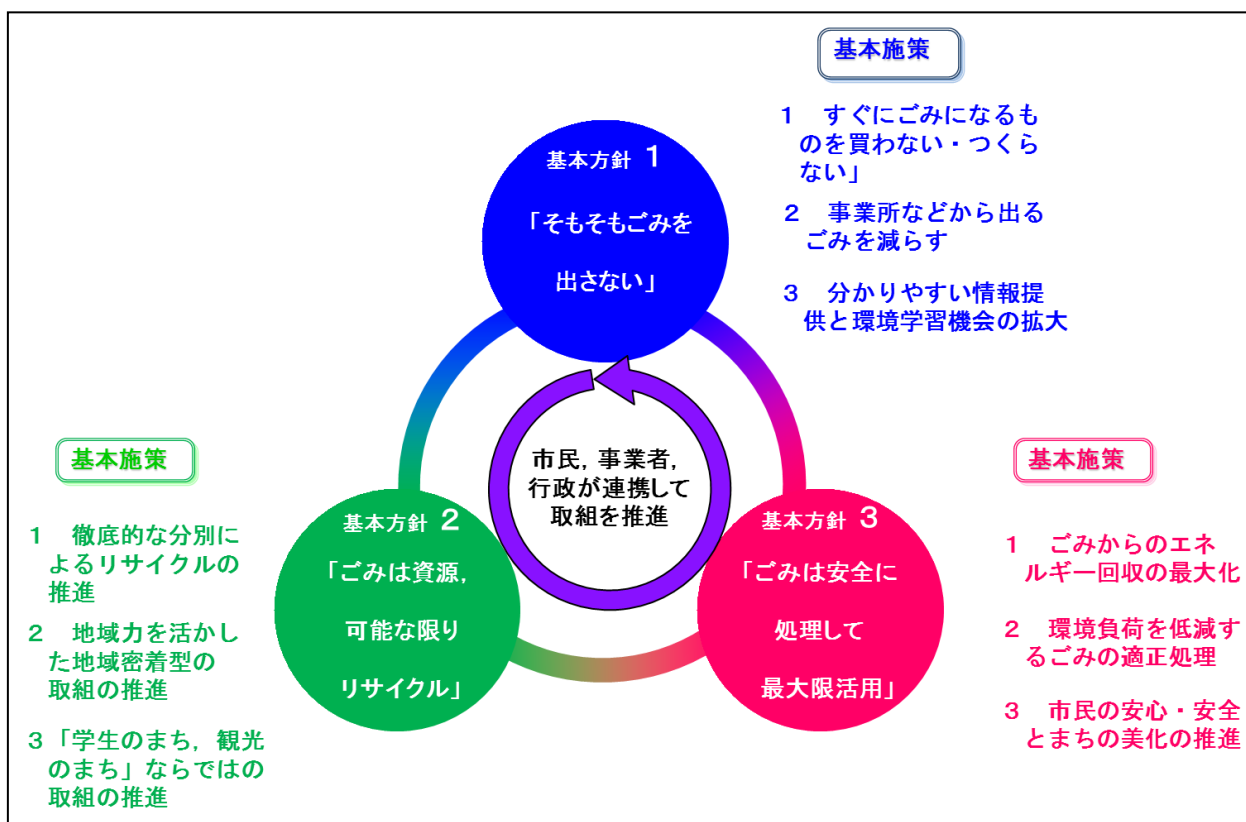 基本施策
1 すぐにごみになるも
のを買わない・つくら
ない」
2 事業所などから出る
ごみを減らす
3 分かりやすい情報提
供と環境学習機会の拡大
基本方針 1
「そもそもごみを
出さない」
市民，事業者，
行政が連携して
取組を推進
基本施策
1 徹底的な分別に
よるリサイクルの
推進
2 地域力を活かし
た地域密着型の
取組の推進
3「学生のまち，観光
のまち」ならではの
取組の推進
基本方針 2
「ごみは資源，
可能な限り
リサイクル」
基本方針 3
「ごみは安全に
処理して
最大限活用」
基本施策
1 ごみからのエネ
ルギー回収の最大化
2 環境負荷を低減す
るごみの適正処理
3 市民の安心・安全
とまちの美化の推進